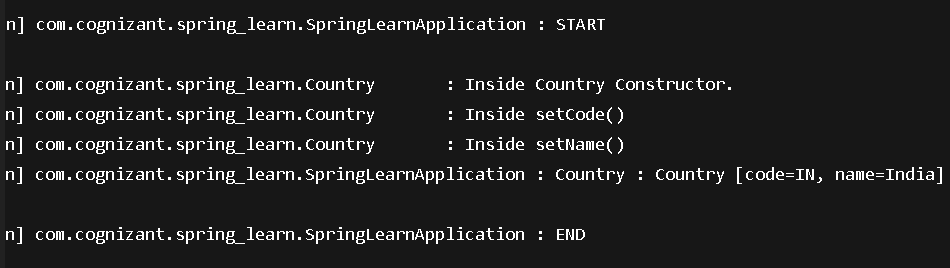 n] com.cognizant.spring_learn.SpringLearnApplication : START
n] com.cognizant.spring_learn.Country : Inside Country Constructor.
n] com.cognizant.spring_learn.Country : Inside setCode()
n] com.cognizant.spring_learn.Country : Inside setName()
n] com.cognizant.spring_learn.SpringLearnApplication : Country : Country [code=IN, name=India]
n] com.cognizant.spring_learn.SpringLearnApplication : END